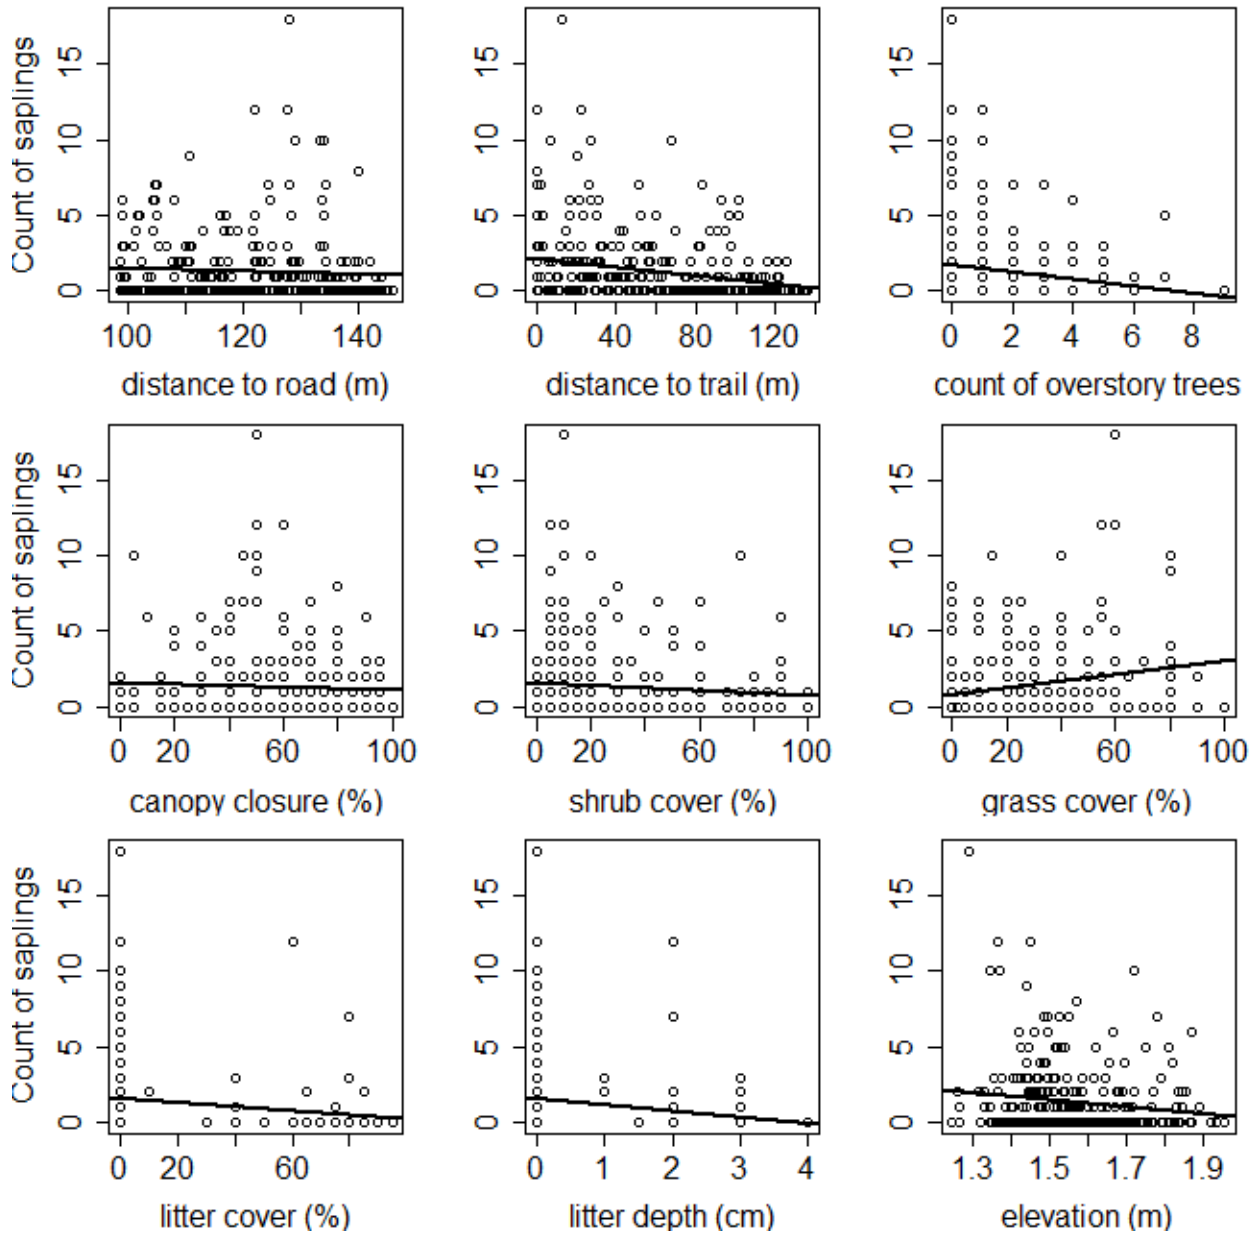 Count of saplings
0 5 10 15
100 120 140
distance to road (m)
0 5 10 15
0 40 80 120
distance to trail (m)
0 5 10 15
0 2 4 6 8
count of overstory trees
Count of saplings
0 5 10 15
0 20 60 100
canopy closure (%)
0 5 10 15
0 20 60 100
shrub cover (%)
0 5 10 15
0 20 60 100
grass cover (%)
Count of saplings
0 5 10 15
0 20 60
litter cover (%)
0 5 10 15
0 1 2 3 4
litter depth (cm)
0 5 10 15
1.3 1.5 1.7 1.9
elevation (m)